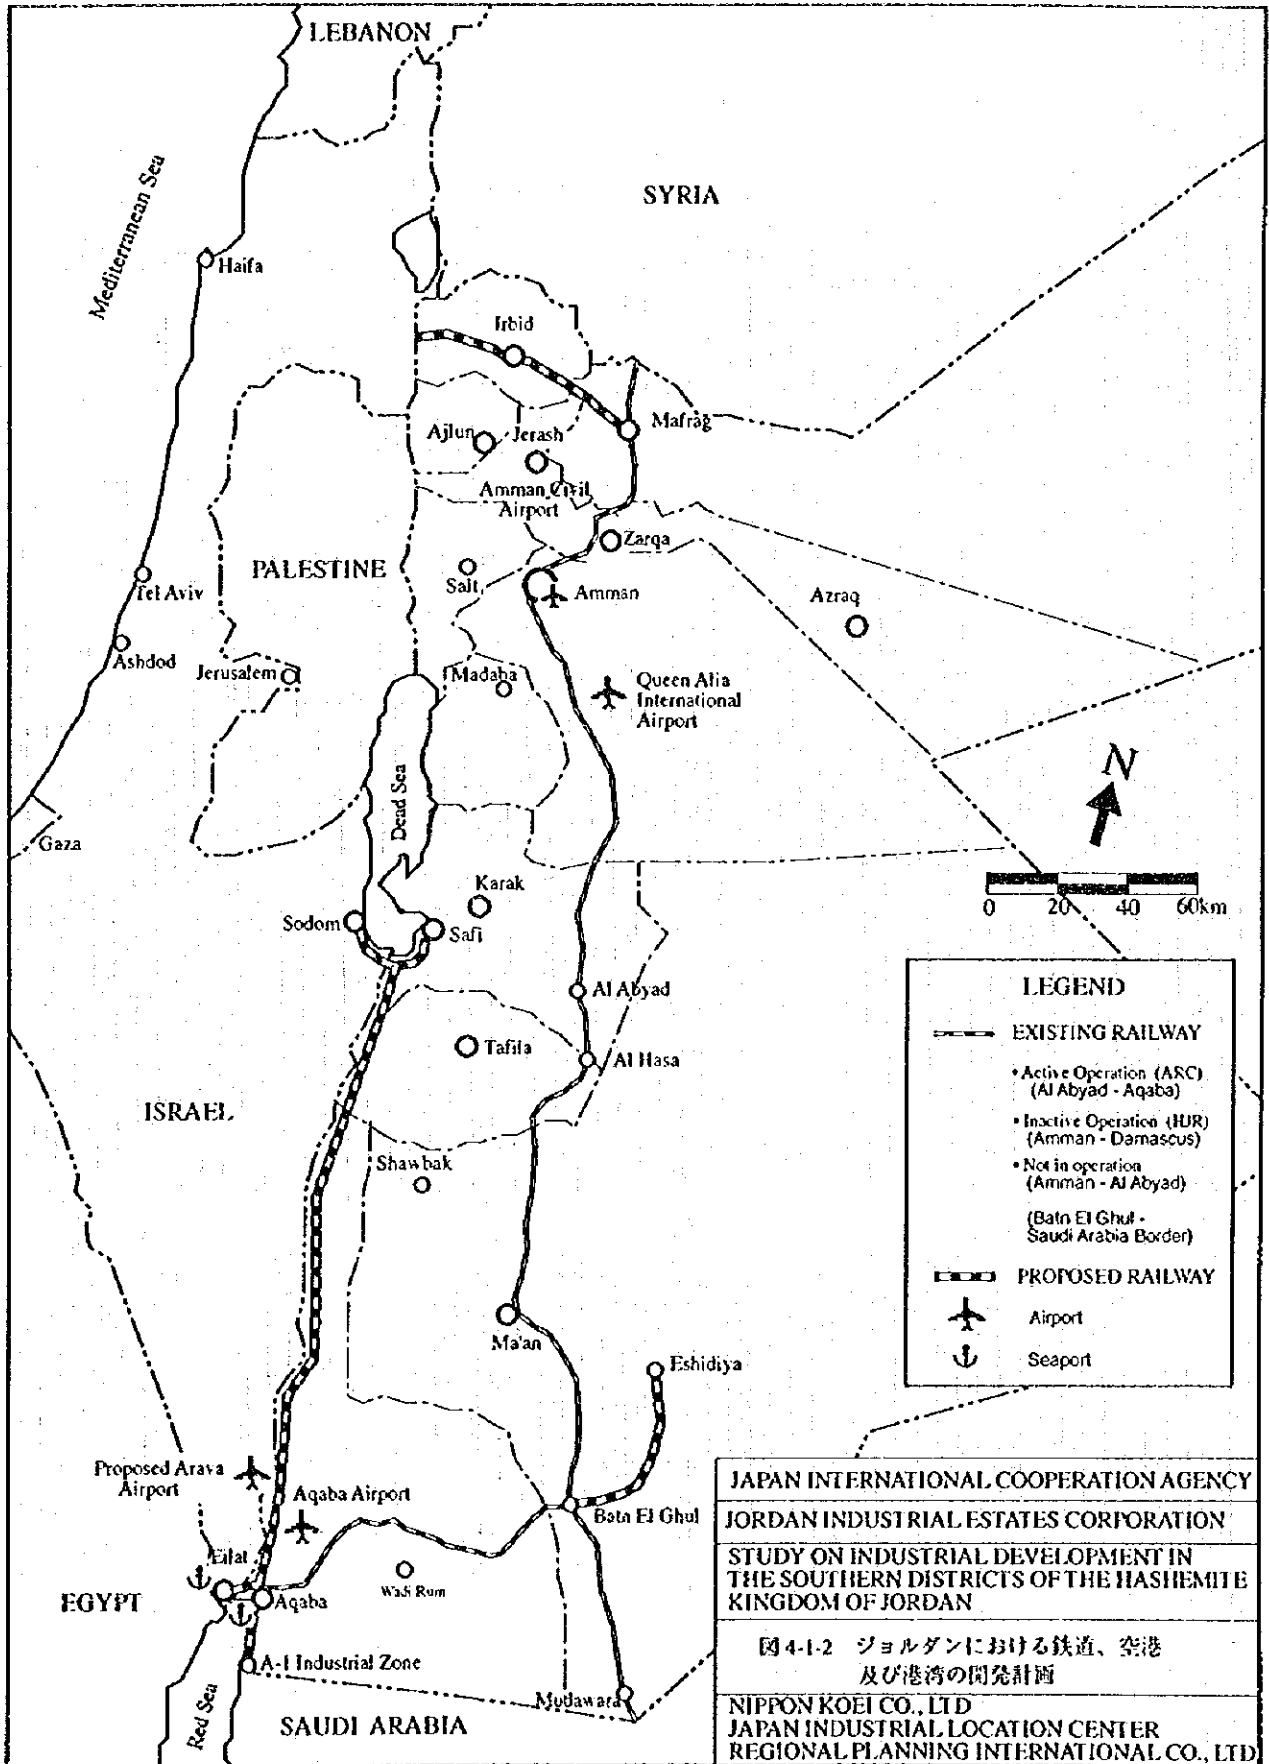 LEBANON
SYRIA
Mediterranean Sea
Haifa
Irbid
Mafraq
Ajlun
Jerash
Amman Civil
Airport
Zarqa
PALESTINE
Salt
Amman
Azraq
Tel Aviv
Ashdod
Jerusalem
Madaba
Queen Alia
International
Airport
N
Dead Sea
Gaza
Karak
0 20 40 60km
Sodom
Safi
Al Abyad
Tafila
Al Hasa
ISRAEL
Shawbak
LEGEND
EXISTING RAILWAY
• Active Operation (ARC)
(Al Abyad - Aqaba)
• Inactive Operation (HJR)
(Amman - Damascus)
• Not in operation
(Amman - Al Abyad)
(Batn El Ghul -
Saudi Arabia Border)
PROPOSED RAILWAY
Airport
Seaport
Ma'an
Eshidiya
Proposed Arava
Airport
Aqaba Airport
Batn El Ghul
Eilat
Wadi Rum
EGYPT
Aqaba
A-1 Industrial Zone
Mudawara
Red Sea
SAUDI ARABIA
JAPAN INTERNATIONAL COOPERATION AGENCY
JORDAN INDUSTRIAL ESTATES CORPORATION
STUDY ON INDUSTRIAL DEVELOPMENT IN
THE SOUTHERN DISTRICTS OF THE HASHEMITE
KINGDOM OF JORDAN
図4-1-2 ジョルダンにおける鉄道、空港
及び港湾の開発計画
NIPPON KOEI CO., LTD
JAPAN INDUSTRIAL LOCATION CENTER
REGIONAL PLANNING INTERNATIONAL CO., LTD